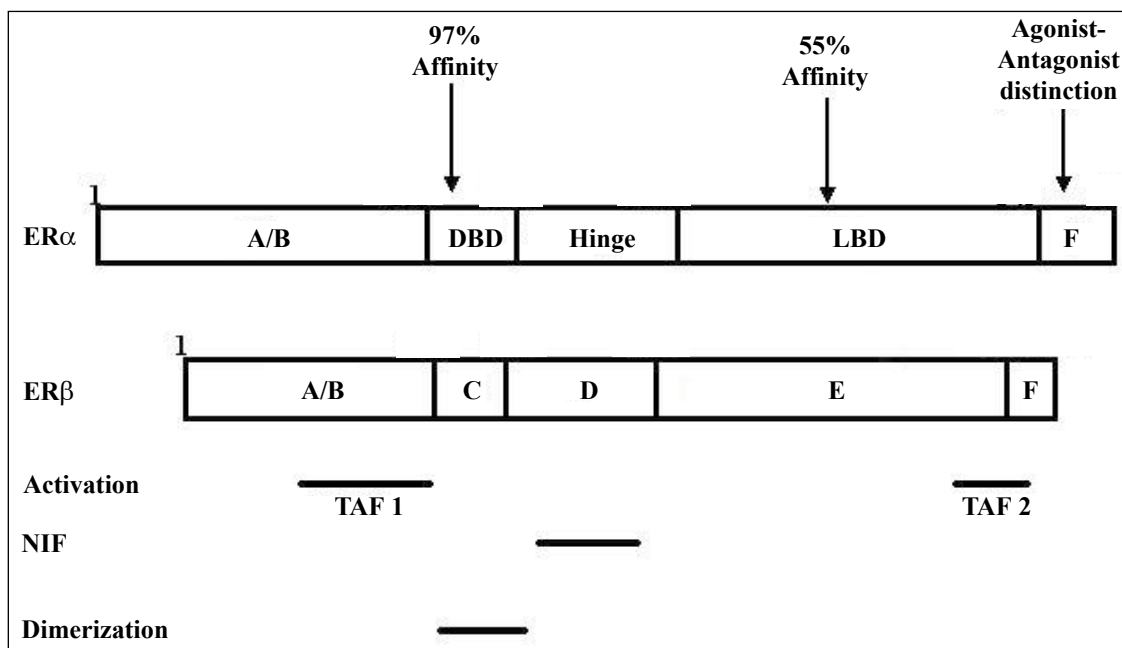 97%
Affinity
55%
Affinity
Agonist-
Antagonist
distinction
1
ERα
A/B
DBD
Hinge
LBD
F
1
ERβ
A/B
C
D
E
F
Activation
TAF 1
TAF 2
NIF
Dimerization